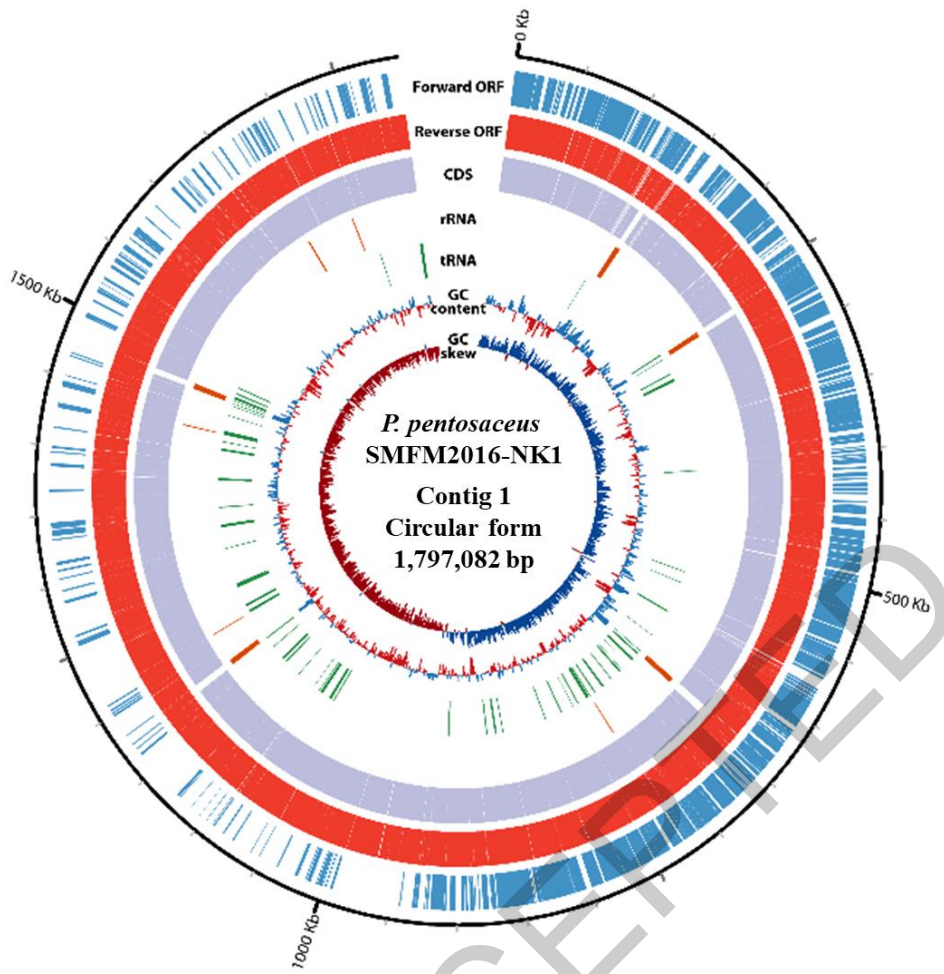 0 Kb
Forward ORF
Reverse ORF
CDS
rRNA
tRNA
GC
content
GC
skew
1500 Kb
P. pentosaceus
SMFM2016-NK1
Contig 1
Circular form
1,797,082 bp
500 Kb
1000 Kb
CEPTED